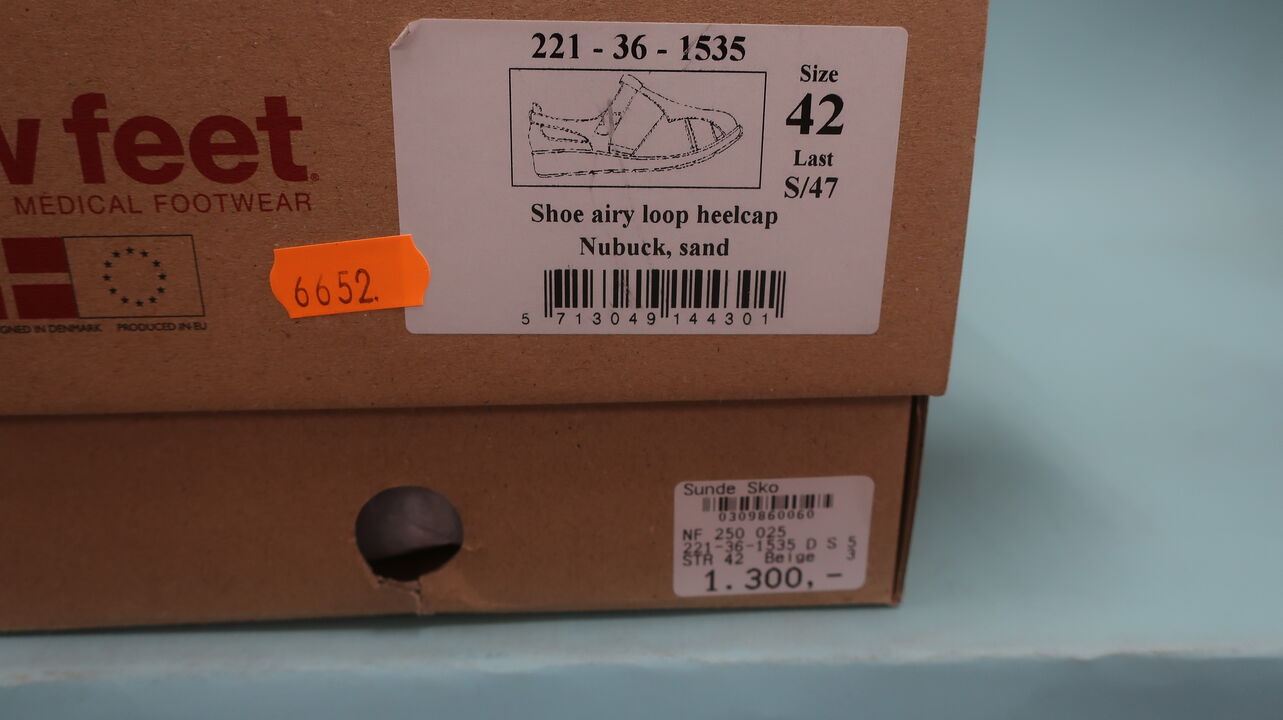 feet
MEDICAL FOOTWEAR
DENMARK PRODUCED IN EU
6652.
221 - 36 - 1535
Size
42
Last
S/47
Shoe airy loop heelcap
Nubuck, sand
5 713049 144301
Sunde Sko
0309860060
NF 250 025
221-36-1535 D S 5
3
STR 42 Beige
1.300,-